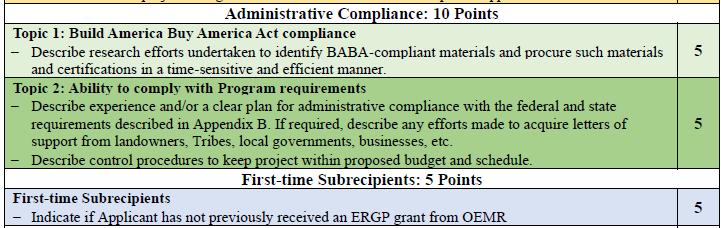 Administrative Compliance: 10 Points
Topic 1: Build America Buy America Act compliance
– Describe research efforts undertaken to identify BABA-compliant materials and procure such materials
and certifications in a time-sensitive and efficient manner.
5
Topic 2: Ability to comply with Program requirements
– Describe experience and/or a clear plan for administrative compliance with the federal and state
requirements described in Appendix B. If required, describe any efforts made to acquire letters of
support from landowners, Tribes, local governments, businesses, etc.
– Describe control procedures to keep project within proposed budget and schedule.
5
First-time Subrecipients: 5 Points
First-time Subrecipients
– Indicate if Applicant has not previously received an ERGP grant from OEMR
5